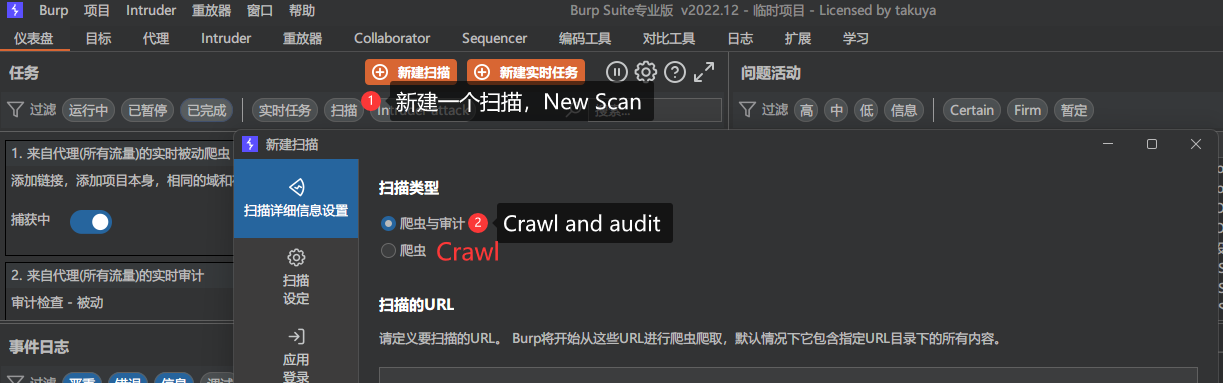 Burp 项目 Intruder 重放器 窗口 帮助 Burp Suite专业版 v2022.12 - 临时项目 - Licensed by takuya
仪表盘 目标 代理 Intruder 重放器 Collaborator Sequencer 编码工具 对比工具 日志 扩展 学习
任务 新建扫描 新建实时任务 问题活动
1 新建一个扫描，New Scan
过滤 运行中 已暂停 已完成 实时任务 扫描 过滤 高 中 低 信息 Certain Firm 暂定
1. 来自代理(所有流量)的实时被动爬虫
添加链接，添加项目本身，相同的域和
捕获中
2. 来自代理(所有流量)的实时审计
审计检查 - 被动
事件日志
过滤 严重 错误 信息 调试
新建扫描
扫描详细信息设置
扫描
设定
应用
登录
扫描类型
爬虫与审计 2 Crawl and audit
爬虫 Crawl
扫描的URL
请定义要扫描的URL。 Burp将开始从这些URL进行爬虫爬取，默认情况下它包含指定URL目录下的所有内容。